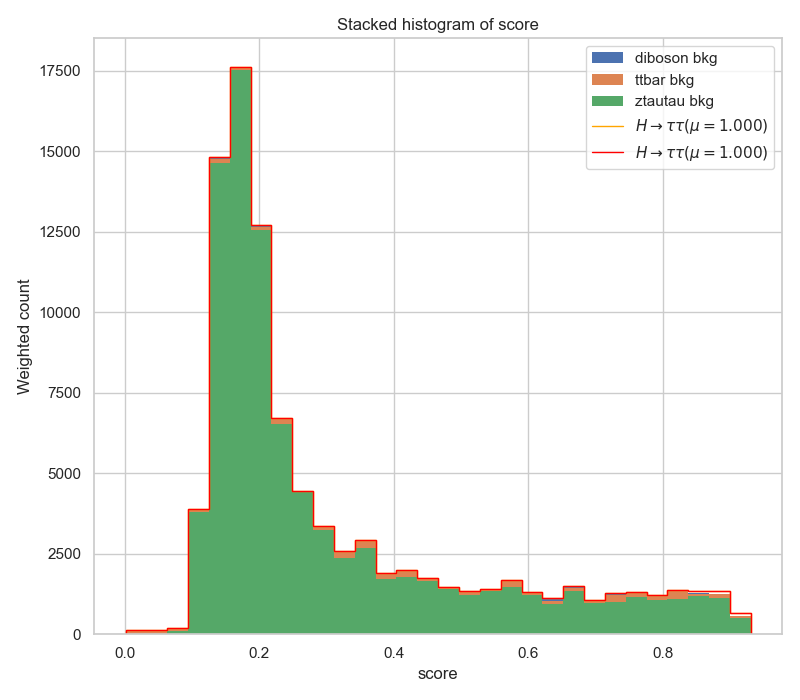 Stacked histogram of score
diboson bkg
ttbar bkg
ztautau bkg
H → ττ(μ = 1.000)
H → ττ(μ = 1.000)
17500
15000
12500
10000
7500
5000
2500
0
Weighted count
0.0 0.2 0.4 0.6 0.8
score